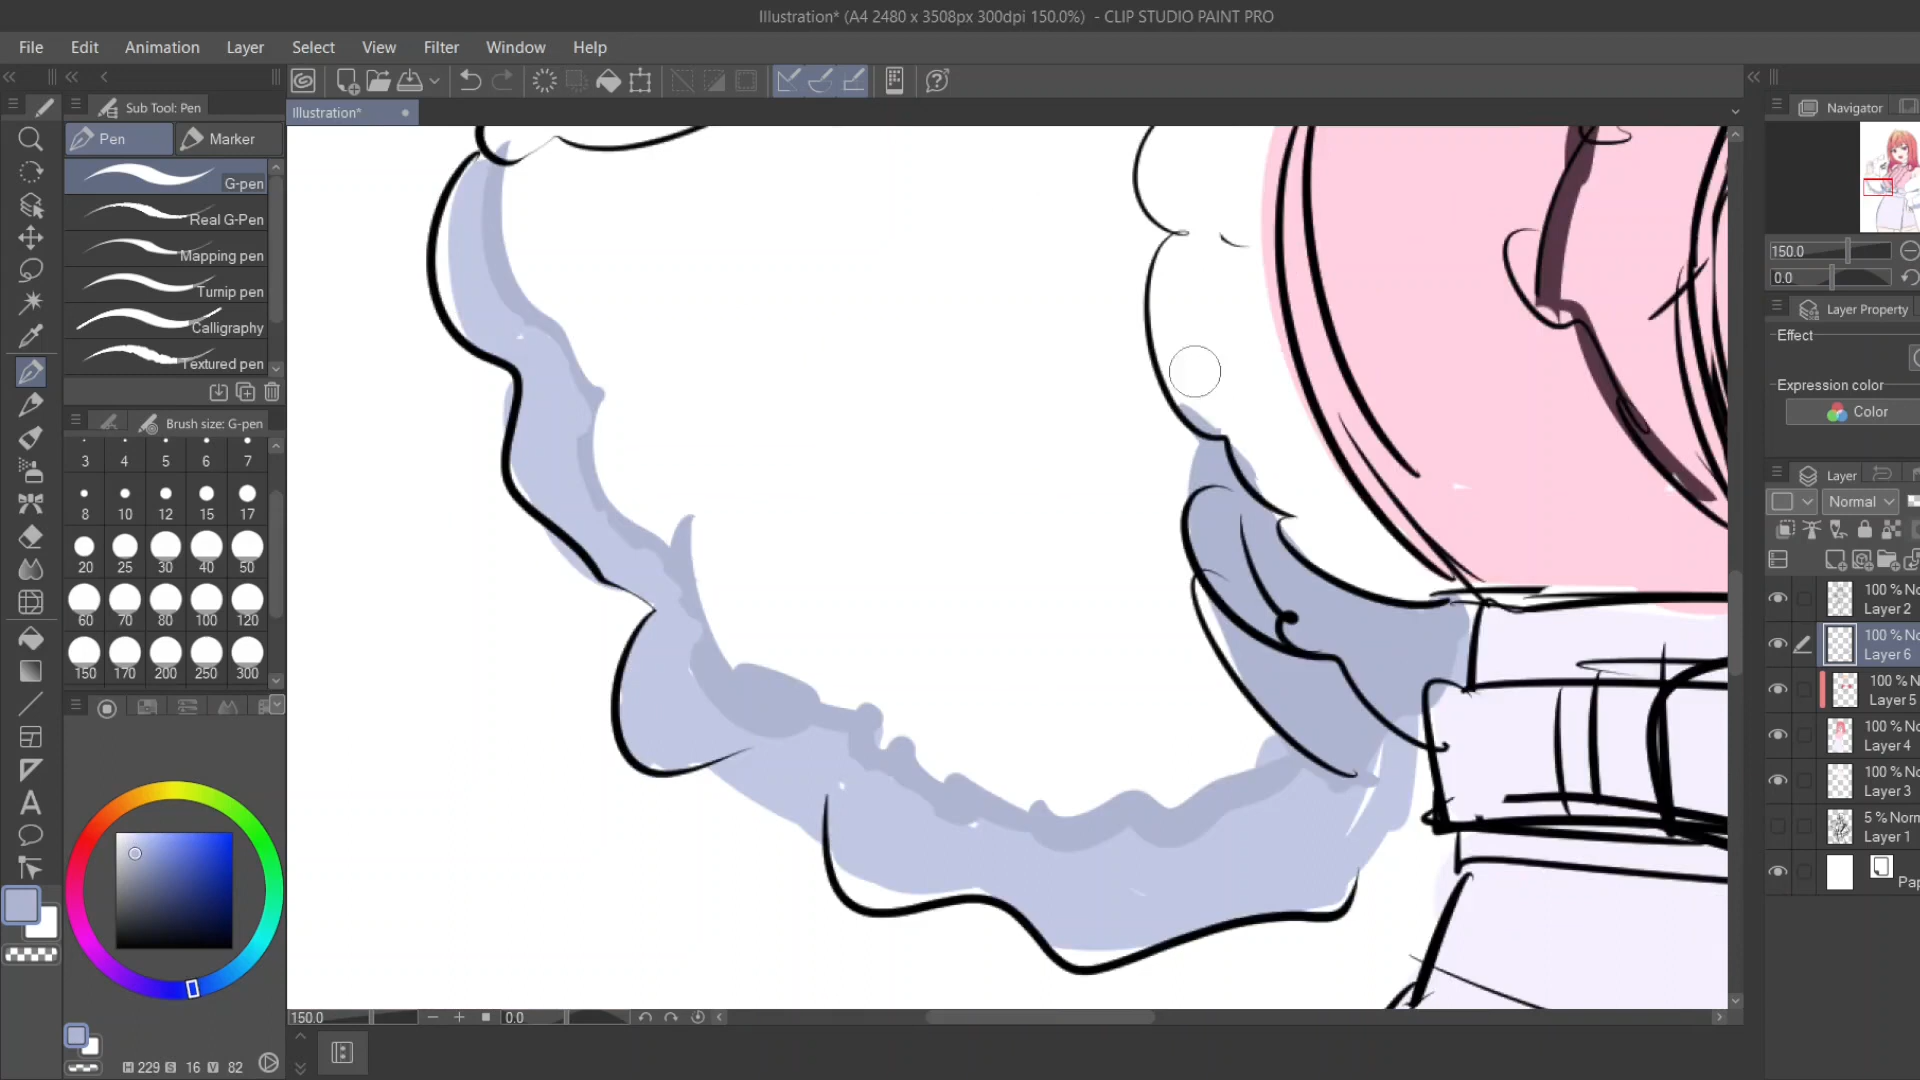 Illustration* (A4 2480 x 3508px 300dpi 150.0%) - CLIP STUDIO PAINT PRO
File Edit Animation Layer Select View Filter Window Help
Sub Tool: Pen
Pen Marker
G-pen
Real G-Pen
Mapping pen
Turnip pen
Calligraphy
Textured pen
Brush size: G-pen
3 4 5 6 7
8 10 12 15 17
20 25 30 40 50
60 70 80 100 120
150 170 200 250 300
H 229 S 16 V 82
Illustration*
150.0 0.0
Navigator
150.0
0.0
Layer Property
Effect
Expression color
Color
Layer
Normal
100 % No
Layer 2
100 % No
Layer 6
100 % N
Layer 5
100 % No
Layer 4
100 % No
Layer 3
5 % Norm
Layer 1
Pap